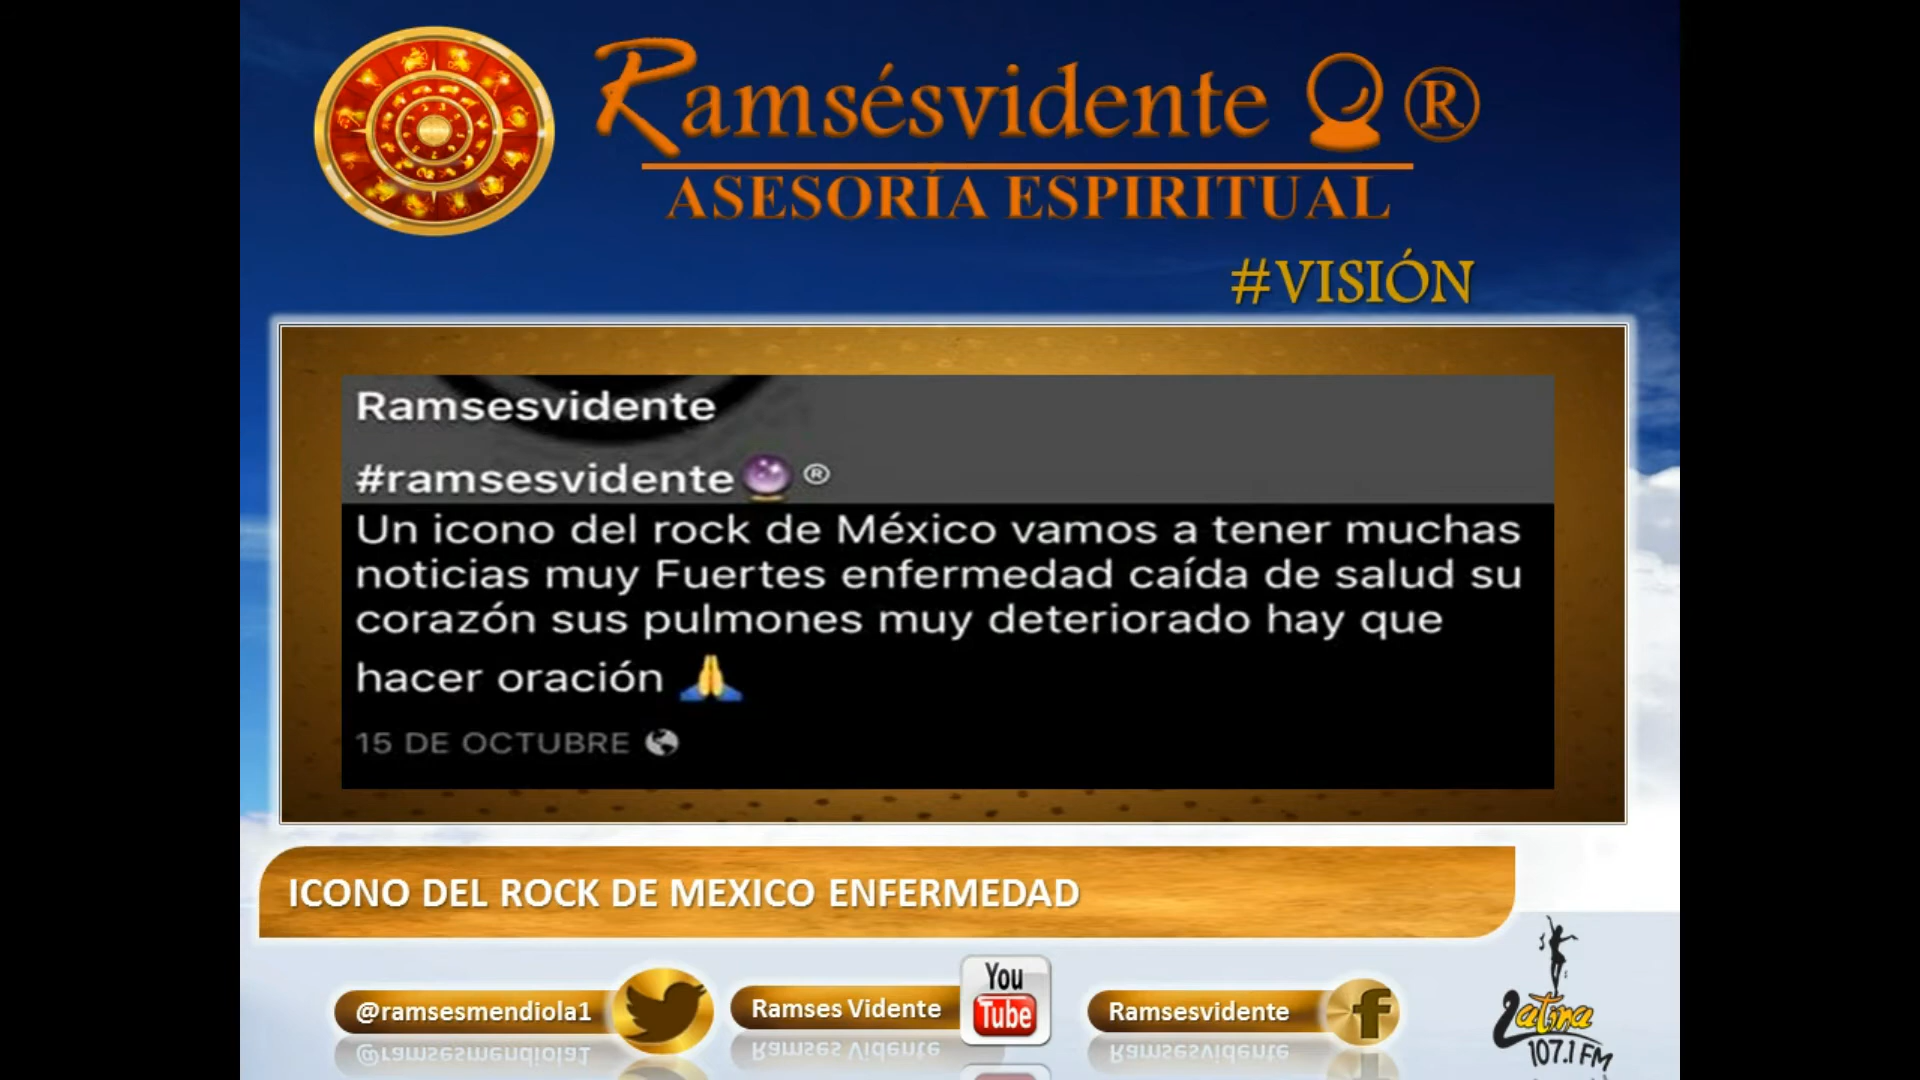 Ramsésvidente ®
ASESORÍA ESPIRITUAL
#VISIÓN
Ramsesvidente
#ramsesvidente🔮 ®
Un icono del rock de México vamos a tener muchas
noticias muy Fuertes enfermedad caída de salud su
corazón sus pulmones muy deteriorado hay que
hacer oración 🙏
15 DE OCTUBRE
ICONO DEL ROCK DE MEXICO ENFERMEDAD
@ramsesmendiola1
Ramses Vidente
You
Tube
Ramsesvidente
f
Latina
107.1 FM